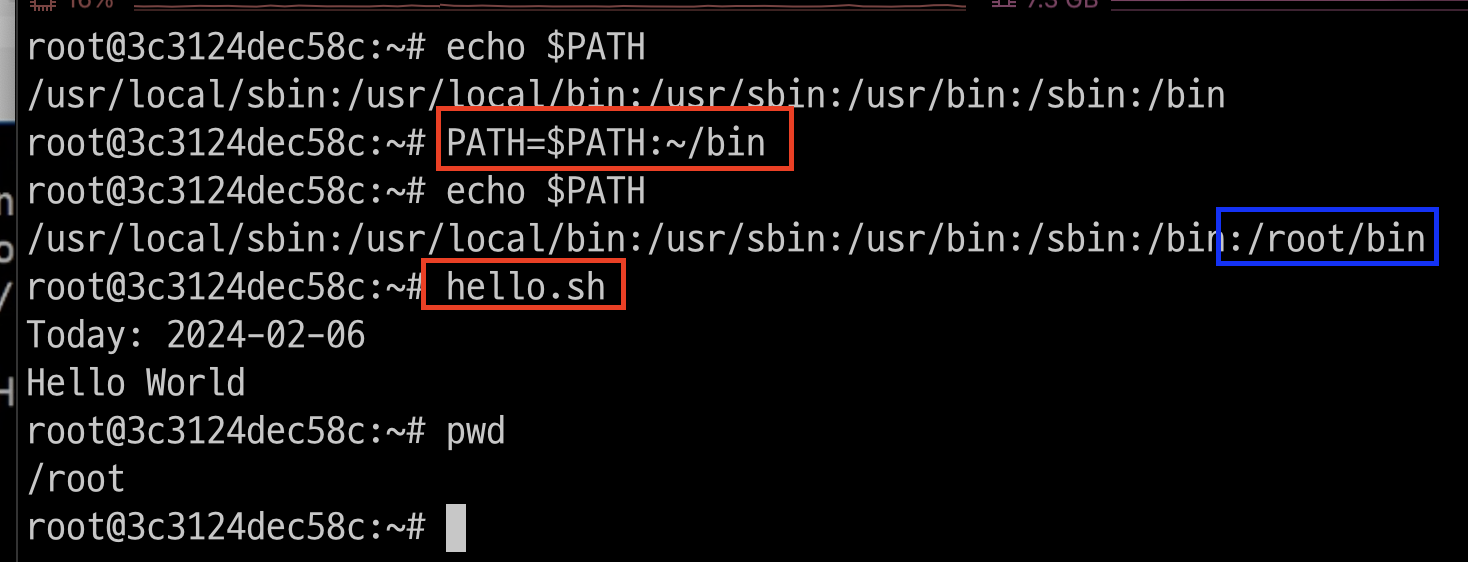 16% 7.3 GB
root@3c3124dec58c:~# echo $PATH
/usr/local/sbin:/usr/local/bin:/usr/sbin:/usr/bin:/sbin:/bin
root@3c3124dec58c:~# PATH=$PATH:~/bin
root@3c3124dec58c:~# echo $PATH
/usr/local/sbin:/usr/local/bin:/usr/sbin:/usr/bin:/sbin:/bin:/root/bin
root@3c3124dec58c:~# hello.sh
Today: 2024-02-06
Hello World
root@3c3124dec58c:~# pwd
/root
root@3c3124dec58c:~#